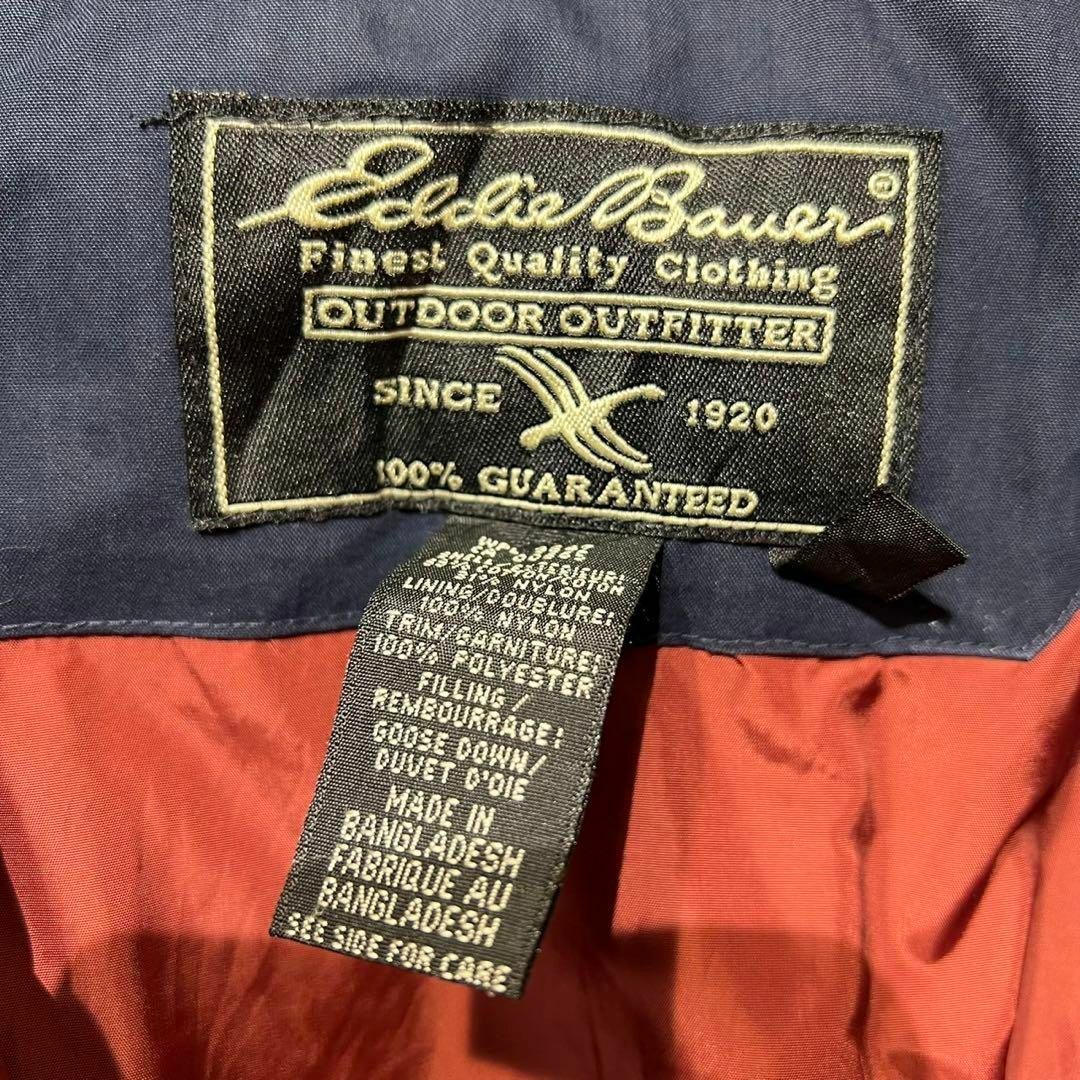 Eddie Bauer ®
Finest Quality Clothing
OUTDOOR OUTFITTER
SINCE 1920
100% GUARANTEED
NYLON
LINING/DOUBLURE:
100% NYLON
TRIM/GARNITURE:
100% POLYESTER
FILLING/
REMBOURRAGE:
GOOSE DOWN/
DUVET D'OIE
MADE IN
BANGLADESH
FABRIQUE AU
BANGLADESH
SEE SIDE FOR CARE